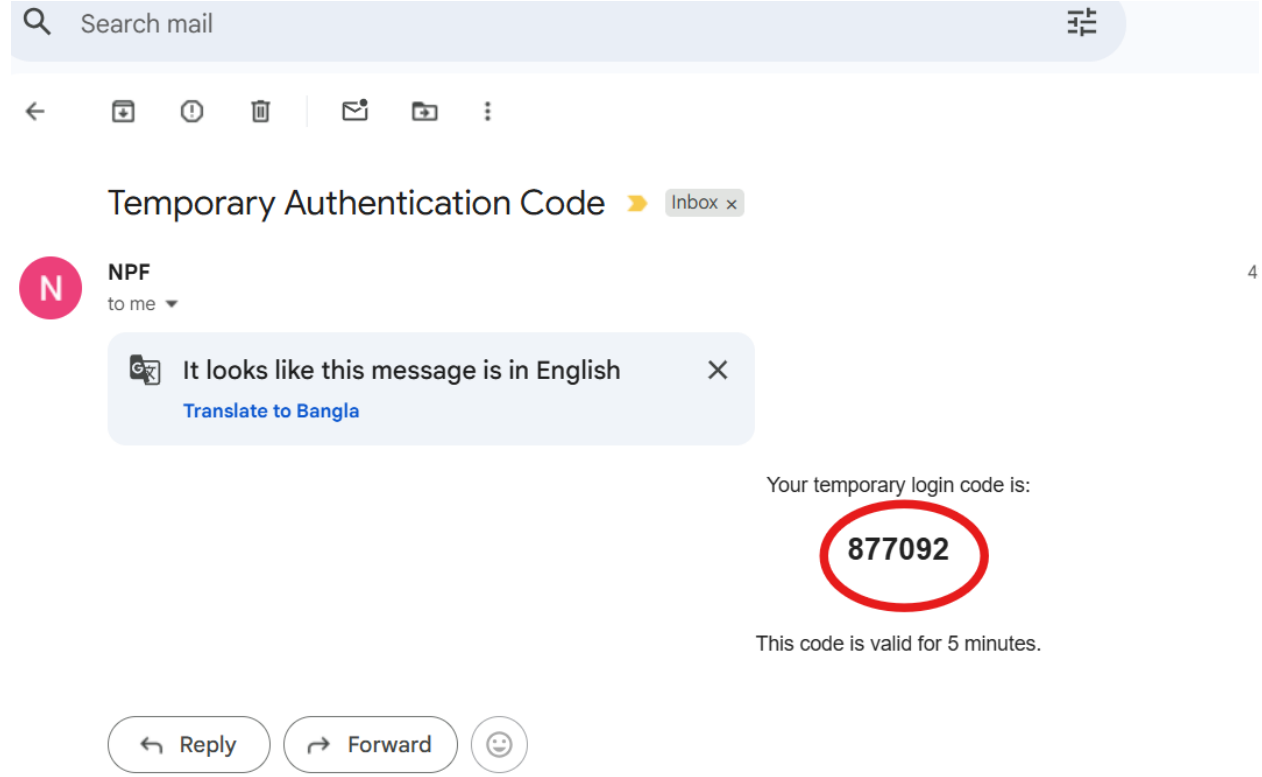 Search mail
Temporary Authentication Code Inbox x
NPF 4
to me
It looks like this message is in English
Translate to Bangla
Your temporary login code is:
877092
This code is valid for 5 minutes.
Reply Forward
N